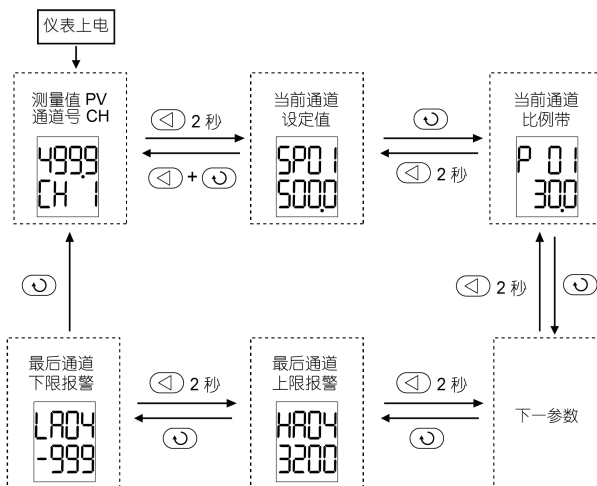 仪表上电
测量值 PV
通道号 CH
499.9
CH 1
2 秒
+
当前通道
设定值
SP01
500.0
2 秒
当前通道
比例带
P 01
30.0
2 秒
最后通道
下限报警
LA04
-999
2 秒
最后通道
上限报警
HA04
3200
2 秒
下一参数